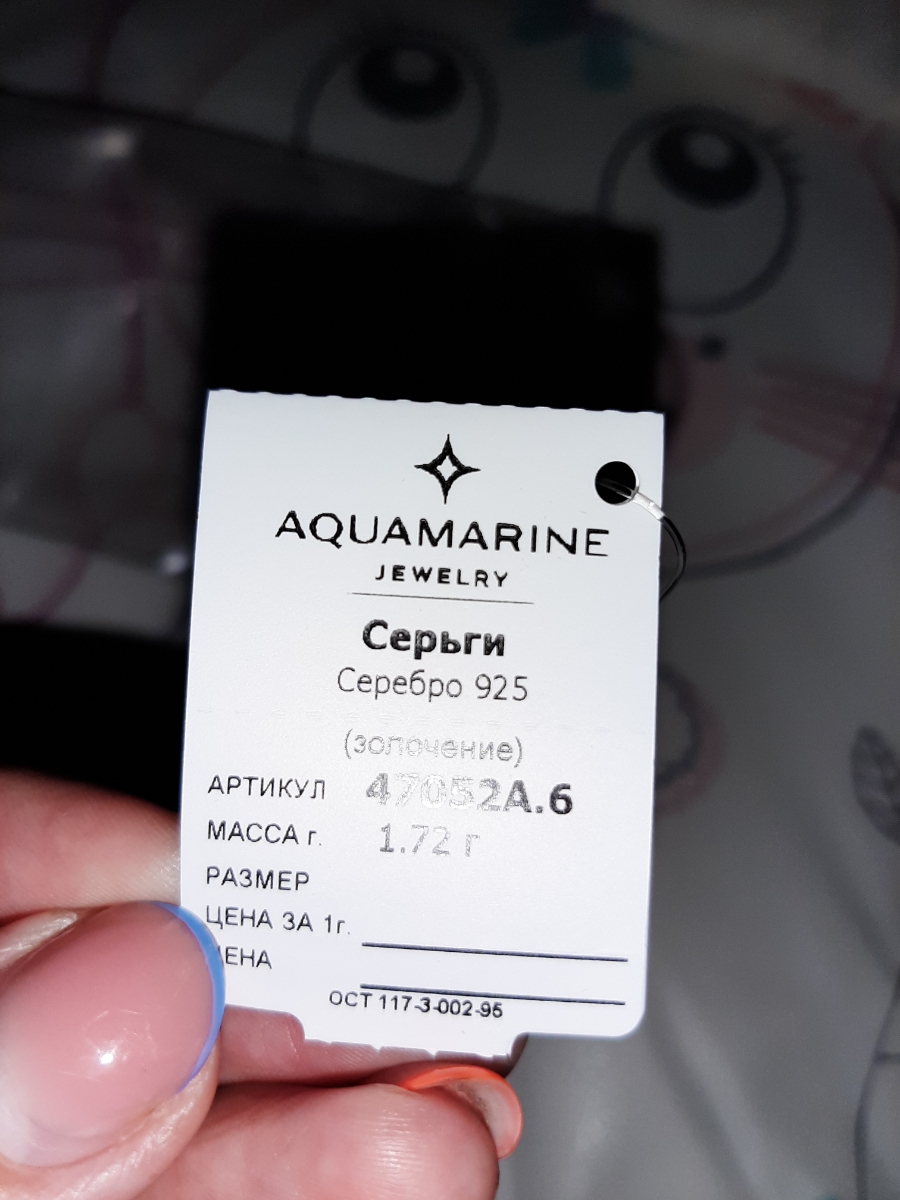 AQUAMARINE
JEWELRY
Серьги
Серебро 925
(золочение)
АРТИКУЛ 47052А.6
МАССА г. 1.72 г
РАЗМЕР
ЦЕНА ЗА 1г.
ЦЕНА
ОСТ 117-3-002-95